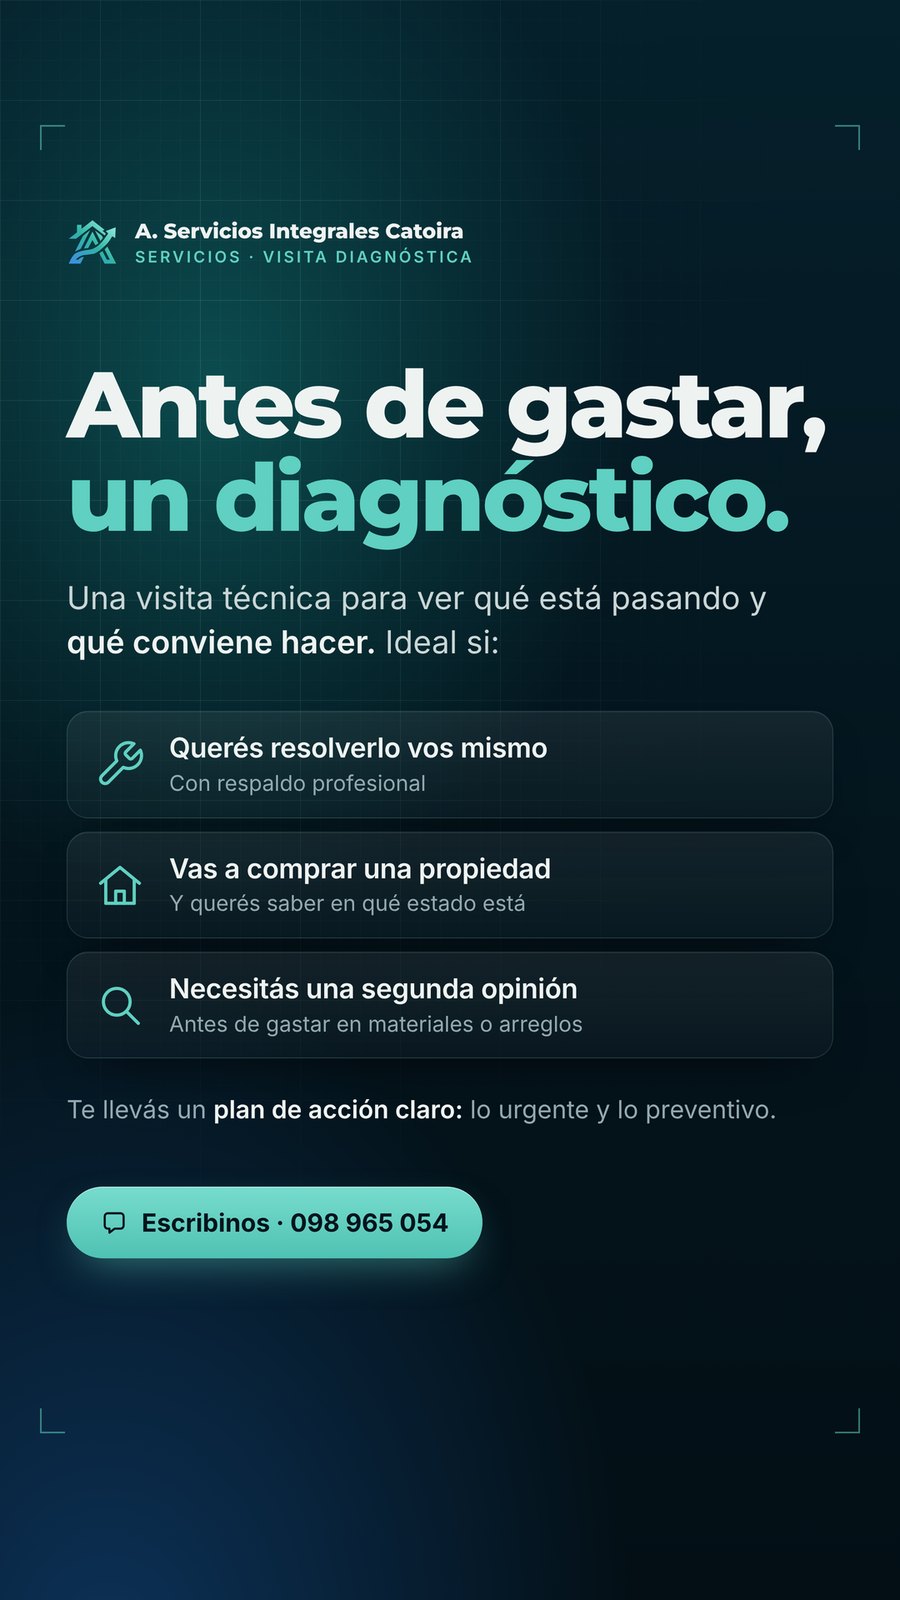 A. Servicios Integrales Catoira
SERVICIOS · VISITA DIAGNÓSTICA
Antes de gastar,
un diagnóstico.
Una visita técnica para ver qué está pasando y
qué conviene hacer. Ideal si:
Querés resolverlo vos mismo
Con respaldo profesional
Vas a comprar una propiedad
Y querés saber en qué estado está
Necesitás una segunda opinión
Antes de gastar en materiales o arreglos
Te llevás un plan de acción claro: lo urgente y lo preventivo.
Escribinos · 098 965 054